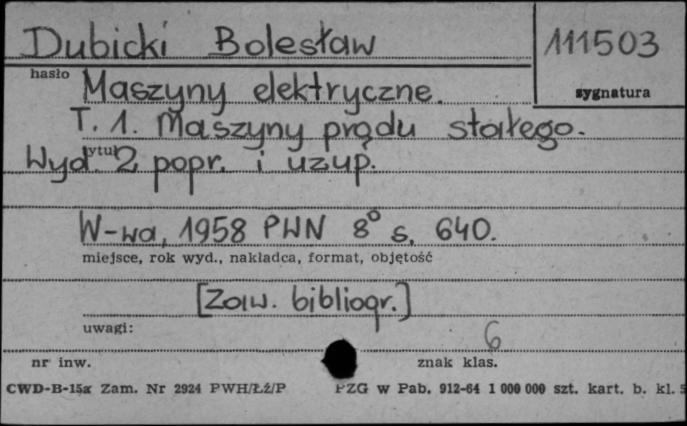 Dubicki Bolesław
111503
hasło
sygnatura
Maszyny elektryczne.
T. 1. Maszyny prądu stałego.
tytuł
Wyd. 2 popr. i uzup.
W-wa, 1958 PWN 8° s. 640.
miejsce, rok wyd., nakładca, format, objętość
[Zaw. bibliogr.]
uwagi:
6
nr inw.
znak klas.
CWD-B-15a Zam. Nr 2924 PWH/Łź/P PZG w Pab. 912-64 1 000 000 szt. kart. b. kl. 5